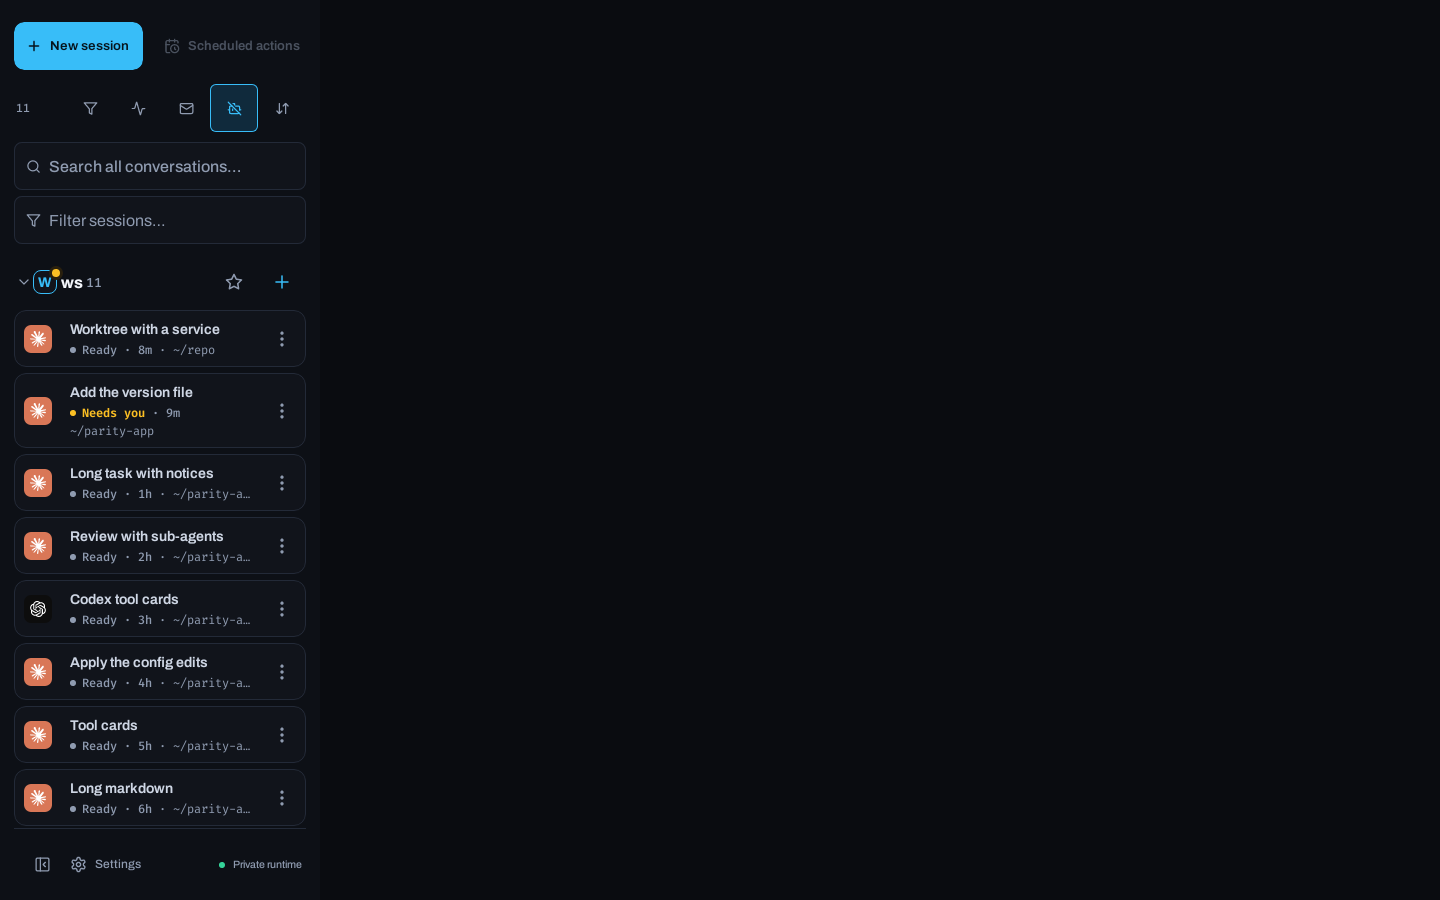 New session
Scheduled actions
11
Search all conversations...
Filter sessions...
W ws 11
Worktree with a service
Ready · 8m · ~/repo
Add the version file
Needs you · 9m
~/parity-app
Long task with notices
Ready · 1h · ~/parity-a…
Review with sub-agents
Ready · 2h · ~/parity-a…
Codex tool cards
Ready · 3h · ~/parity-a…
Apply the config edits
Ready · 4h · ~/parity-a…
Tool cards
Ready · 5h · ~/parity-a…
Long markdown
Ready · 6h · ~/parity-a…
Settings
Private runtime